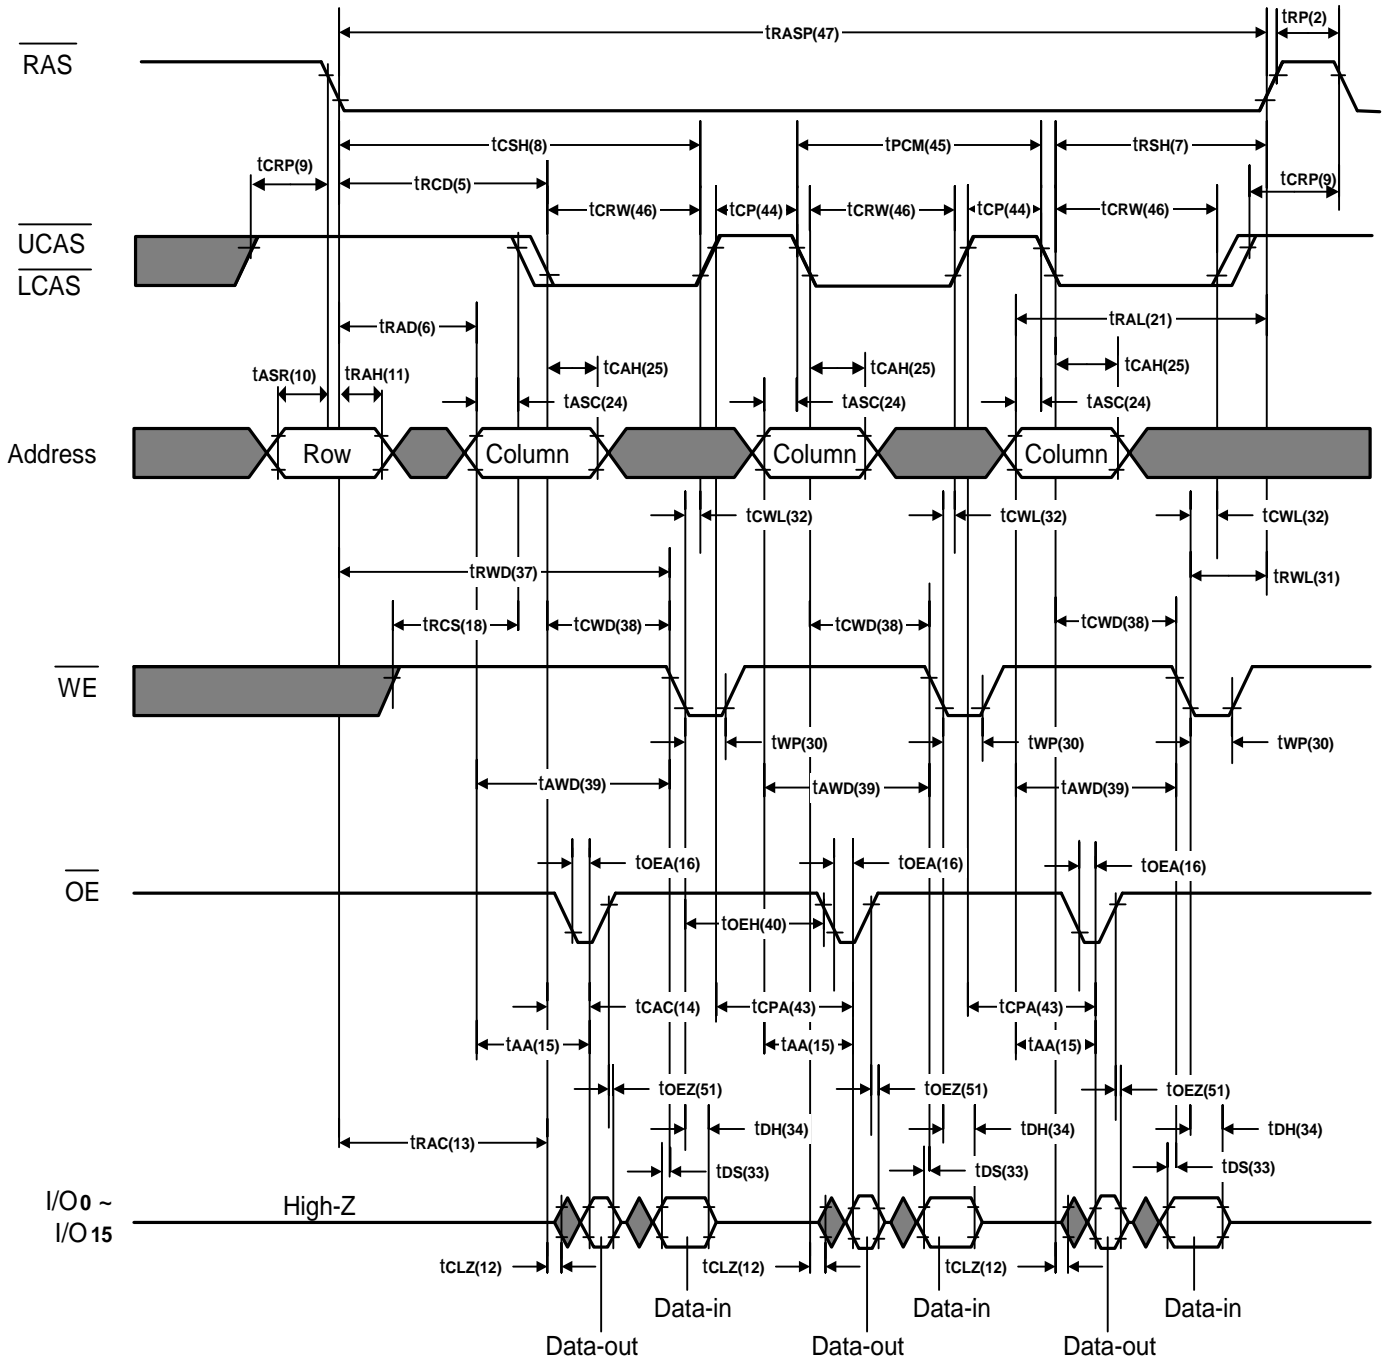 tRASP(47)
tRP(2)
RAS
tCSH(8)
tPCM(45)
tRSH(7)
tCRP(9)
tRCD(5)
tCRP(9)
tCRW(46)
tCP(44)
tCRW(46)
tCP(44)
tCRW(46)
UCAS
LCAS
tRAD(6)
tRAL(21)
tASR(10)
tRAH(11)
tCAH(25)
tCAH(25)
tCAH(25)
tASC(24)
tASC(24)
tASC(24)
Address
Row
Column
Column
Column
tCWL(32)
tCWL(32)
tCWL(32)
tRWD(37)
tRWL(31)
tRCS(18)
tCWD(38)
tCWD(38)
tCWD(38)
WE
tWP(30)
tWP(30)
tWP(30)
tAWD(39)
tAWD(39)
tAWD(39)
tOEA(16)
tOEA(16)
tOEA(16)
OE
tOEH(40)
tCAC(14)
tCPA(43)
tCPA(43)
tAA(15)
tAA(15)
tAA(15)
tOEZ(51)
tOEZ(51)
tOEZ(51)
tRAC(13)
tDH(34)
tDH(34)
tDH(34)
tDS(33)
tDS(33)
tDS(33)
I/O0 ~
I/O15
High-Z
tCLZ(12)
tCLZ(12)
tCLZ(12)
Data-in
Data-in
Data-in
Data-out
Data-out
Data-out